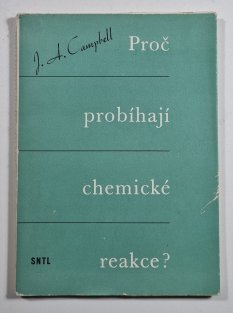 J. A. Campbell
Proč
probíhají
chemické
SNTL
reakce?